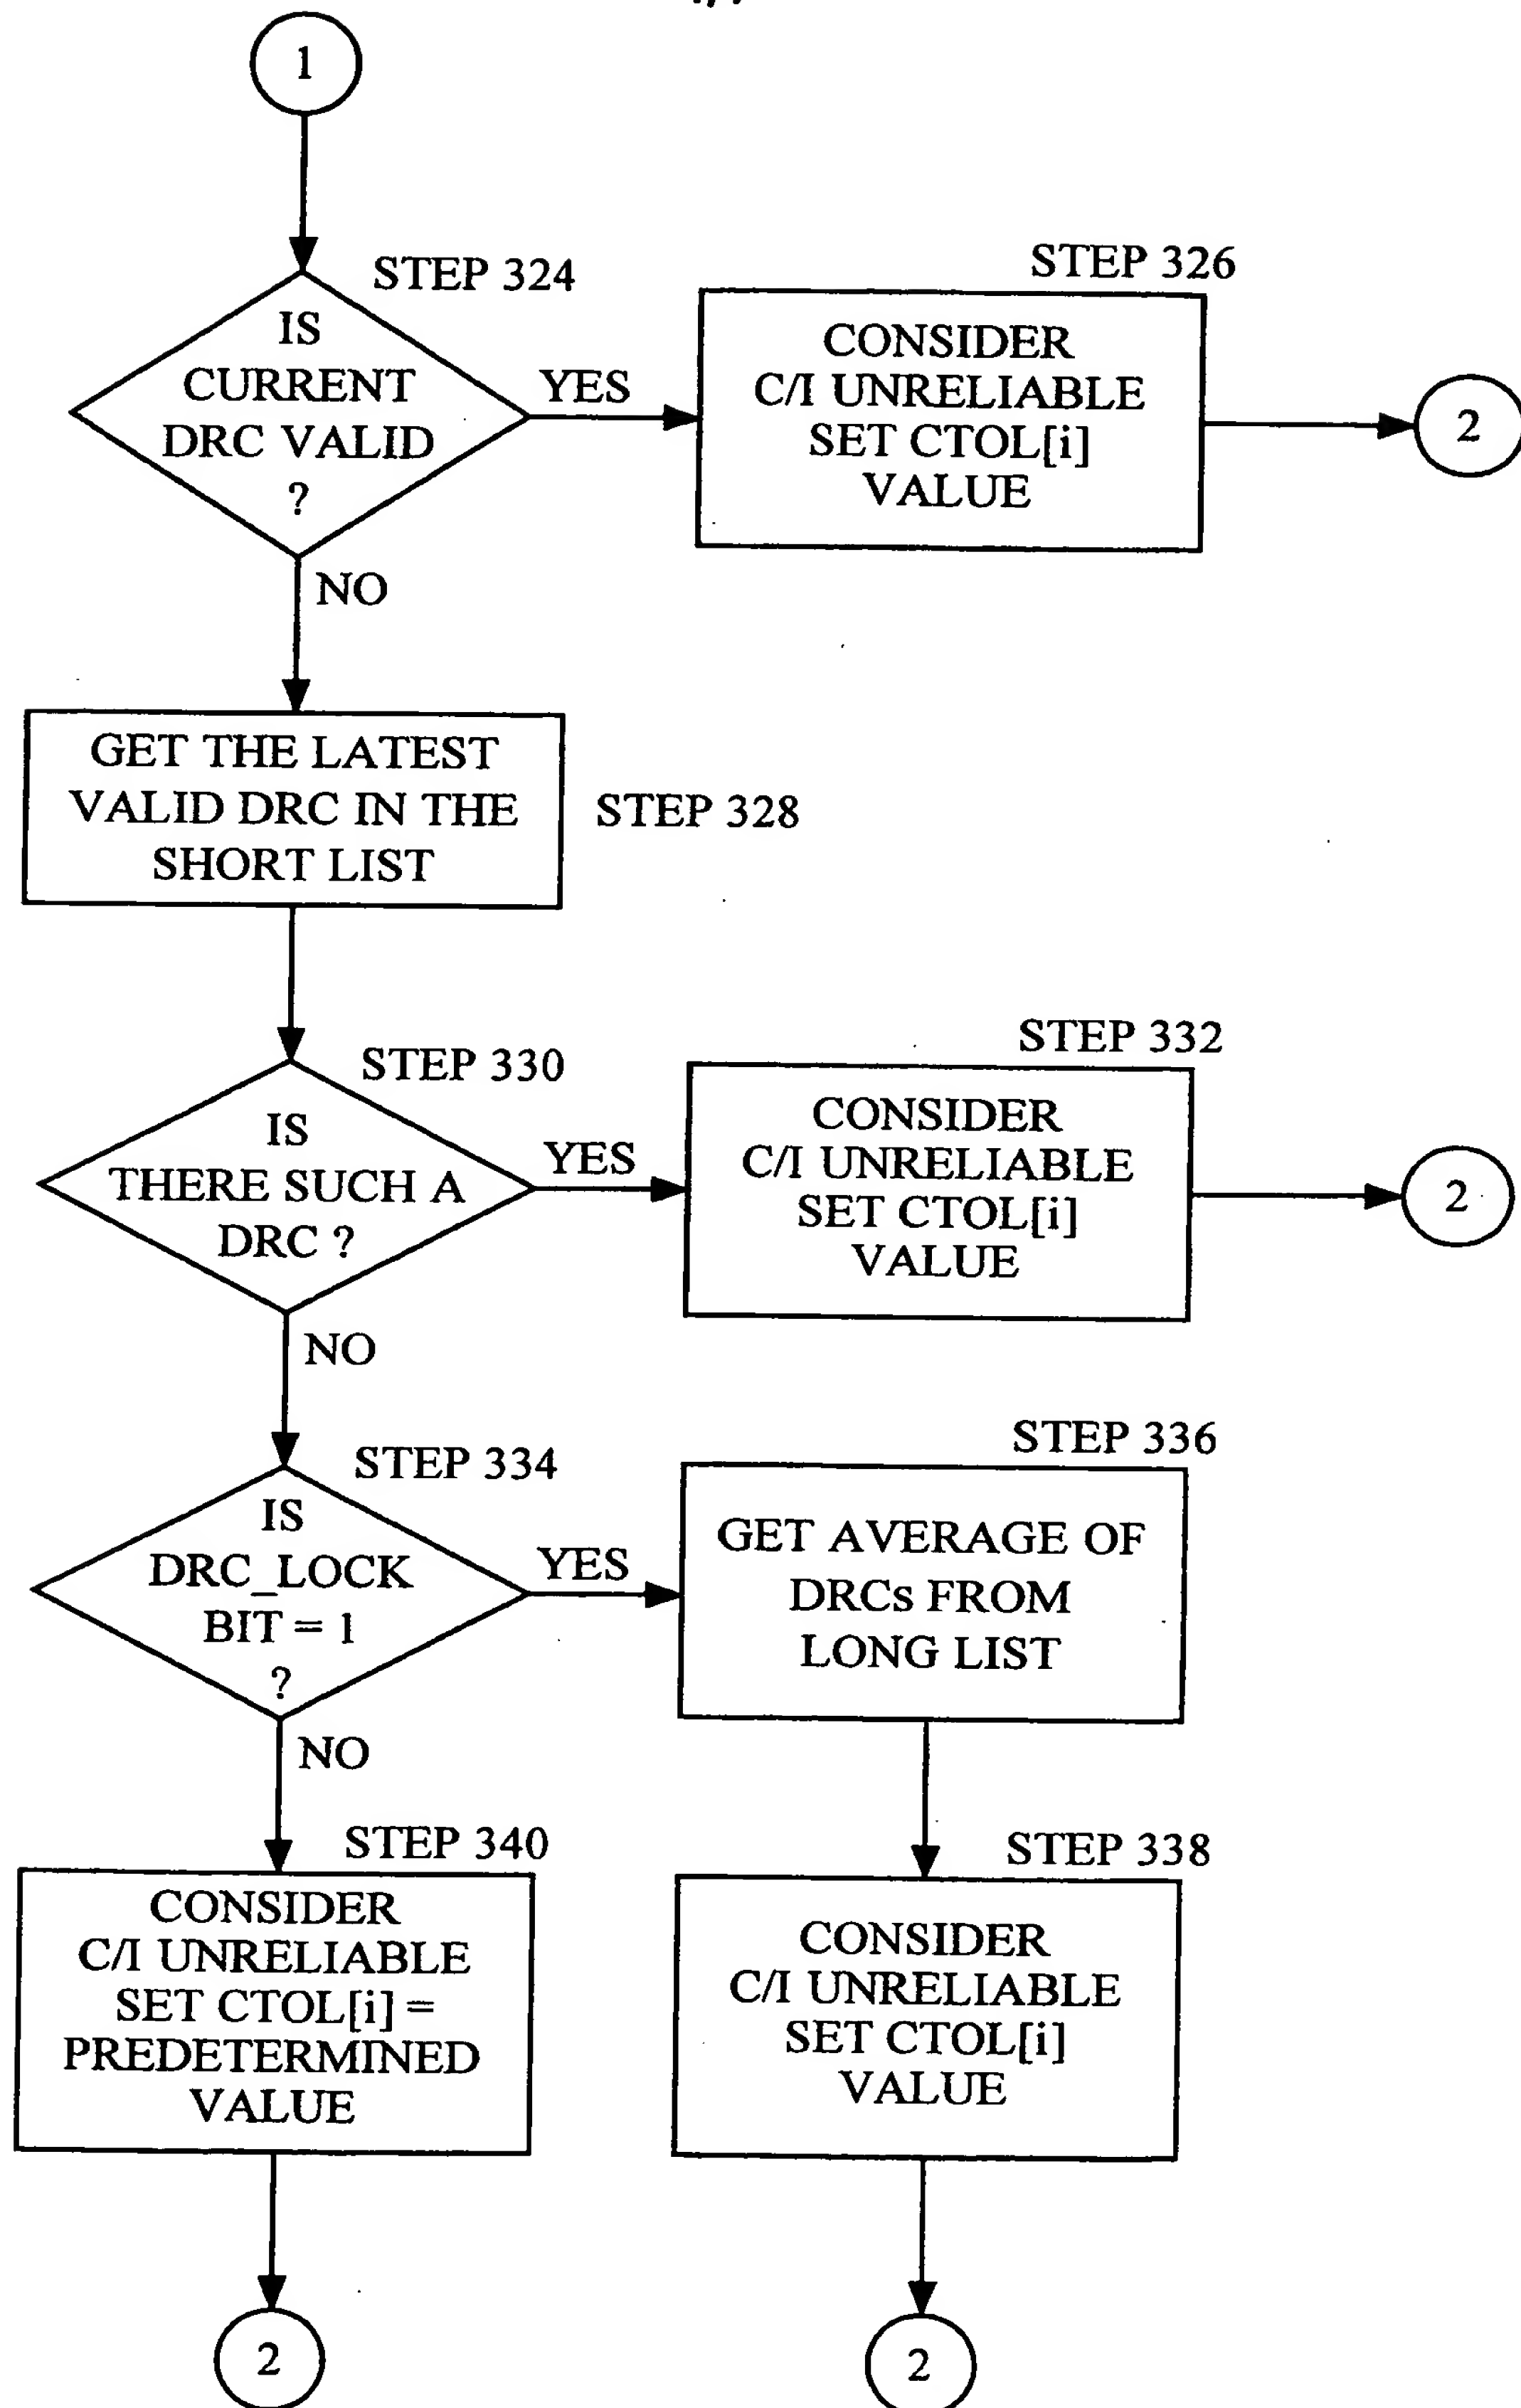 1
STEP 324
IS
CURRENT
DRC VALID
?
YES
NO
STEP 326
CONSIDER
C/I UNRELIABLE
SET CTOL[i]
VALUE
2
GET THE LATEST
VALID DRC IN THE
SHORT LIST
STEP 328
STEP 330
IS
THERE SUCH A
DRC ?
YES
NO
STEP 332
CONSIDER
C/I UNRELIABLE
SET CTOL[i]
VALUE
2
STEP 334
IS
DRC_LOCK
BIT = 1
?
YES
NO
STEP 336
GET AVERAGE OF
DRCs FROM
LONG LIST
STEP 340
CONSIDER
C/I UNRELIABLE
SET CTOL[i] =
PREDETERMINED
VALUE
2
STEP 338
CONSIDER
C/I UNRELIABLE
SET CTOL[i]
VALUE
2